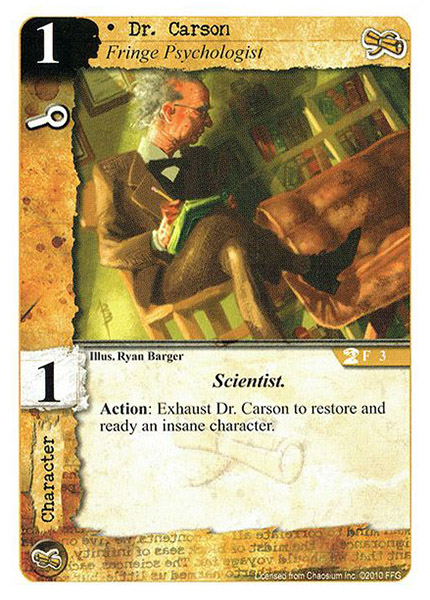 1
• Dr. Carson
Fringe Psychologist
Illus. Ryan Barger
2 F 3
1
Scientist.
Action: Exhaust Dr. Carson to restore and
ready an insane character.
Character
Licensed from Chaosium Inc. ©2010 FFG